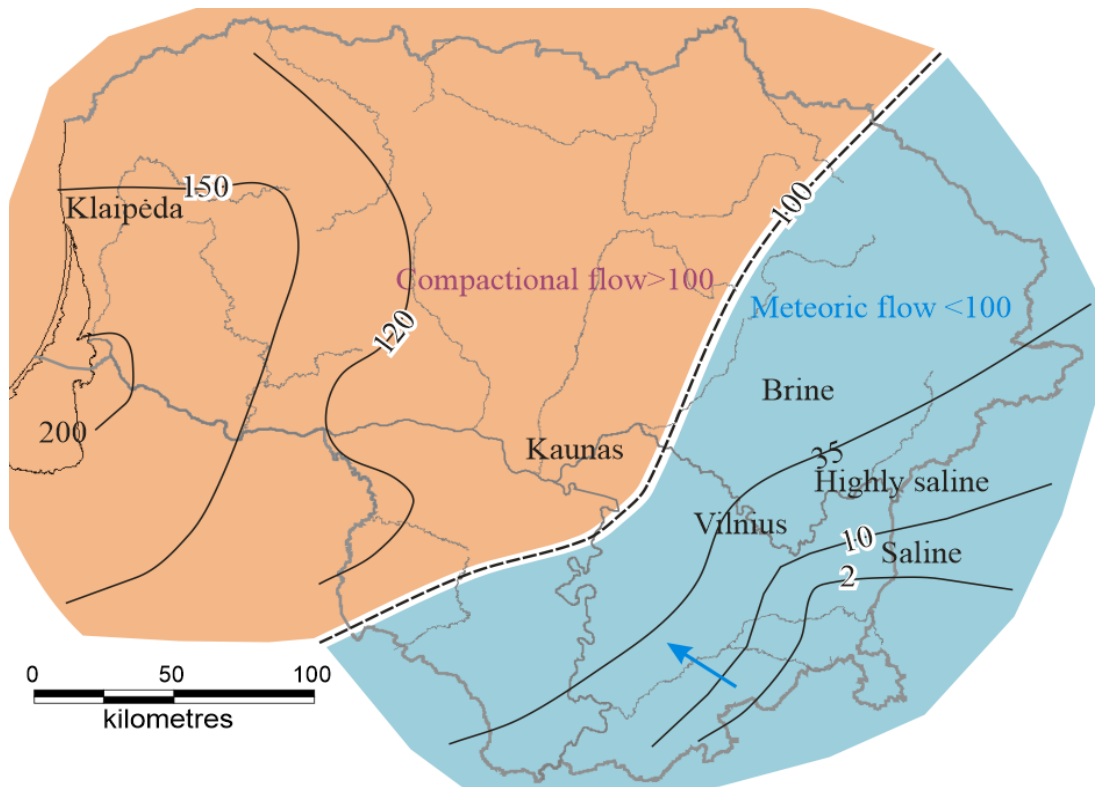 150
Klaipėda
100
Compactional flow>100
Meteoric flow <100
120
Brine
200
Kaunas
35
Highly saline
Vilnius
10
Saline
2
0 50 100
kilometres